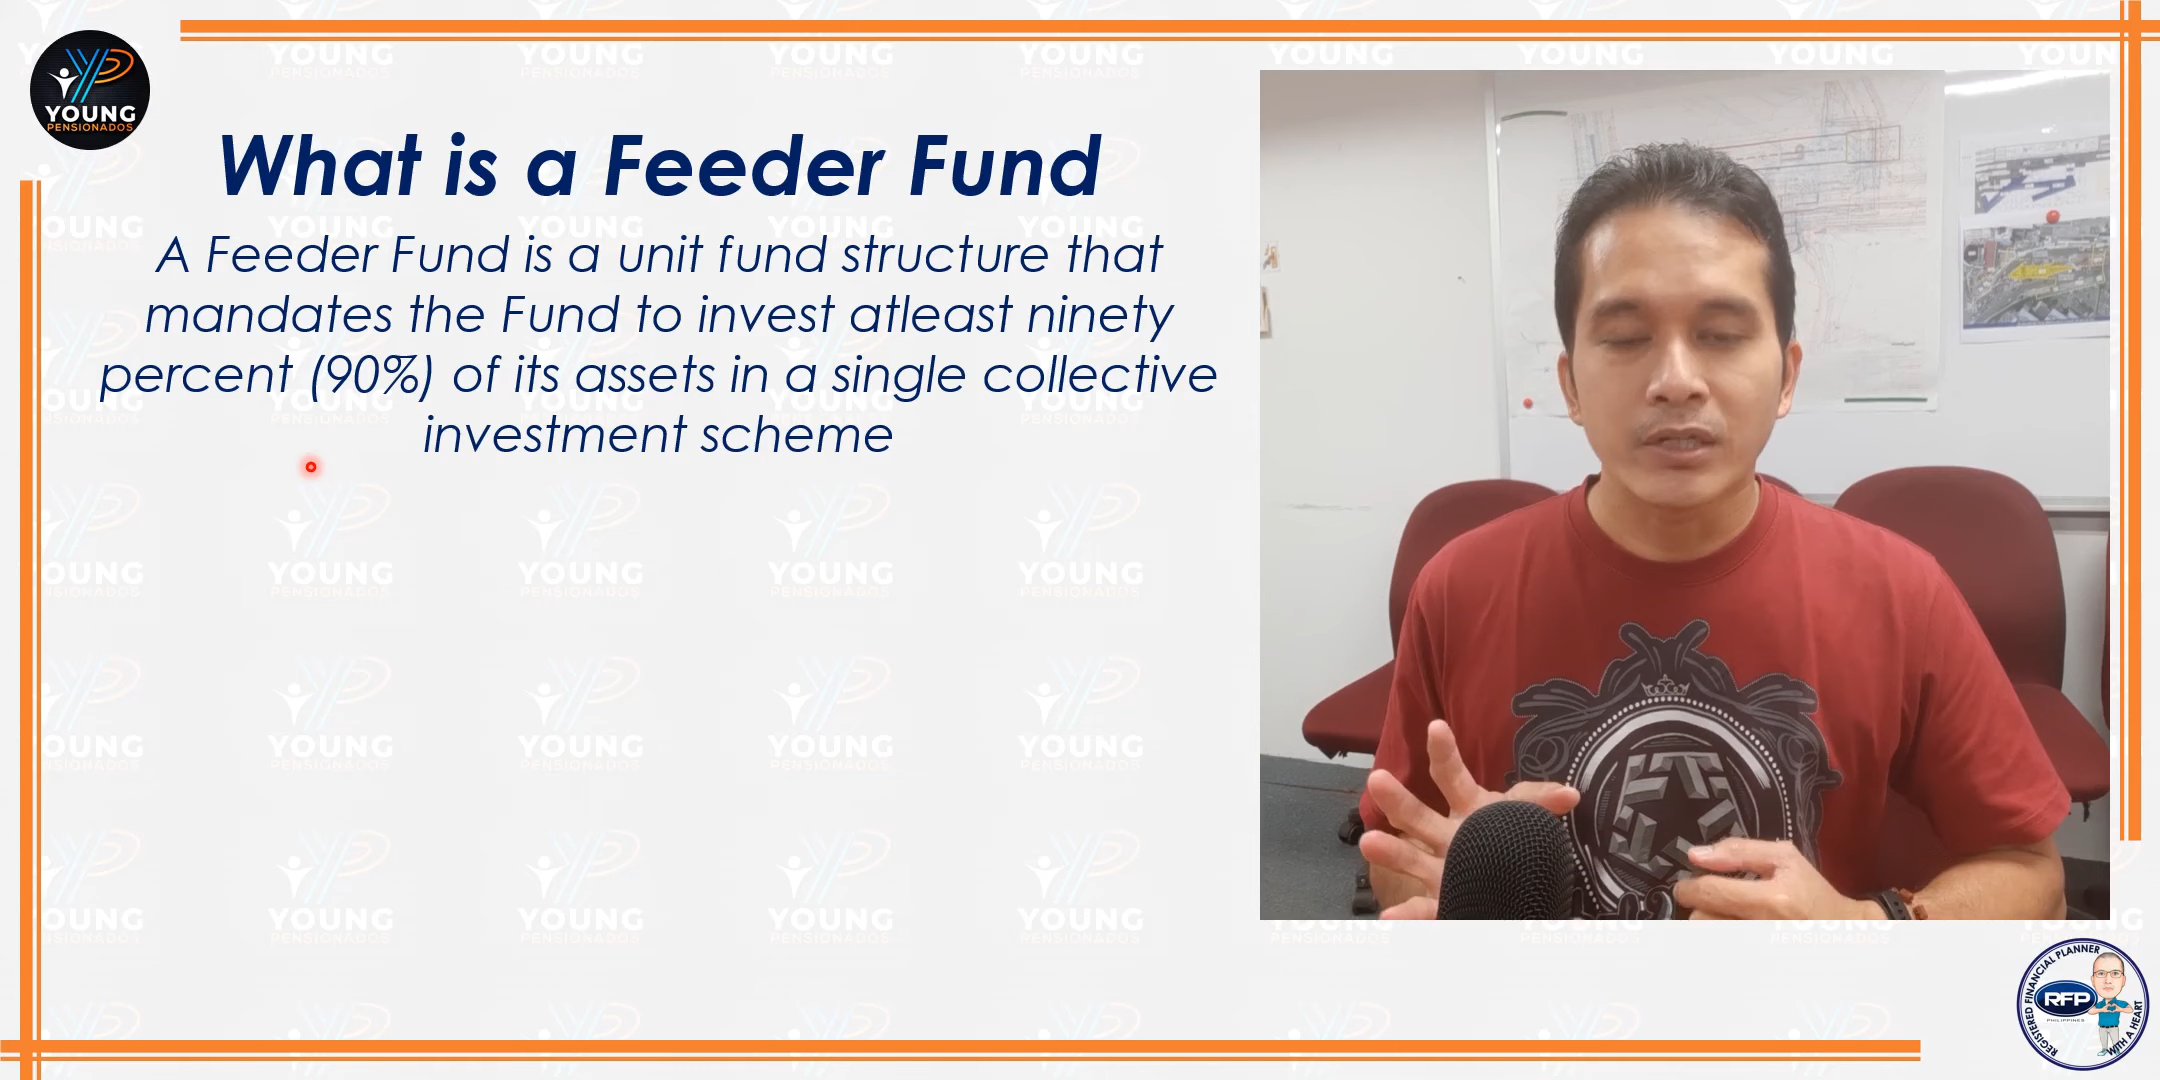 YOUNG
PENSIONADOS
What is a Feeder Fund
A Feeder Fund is a unit fund structure that
mandates the Fund to invest atleast ninety
percent (90%) of its assets in a single collective
investment scheme
REGISTERED FINANCIAL PLANNER
RFP
PHILIPPINES
WITH A HEART